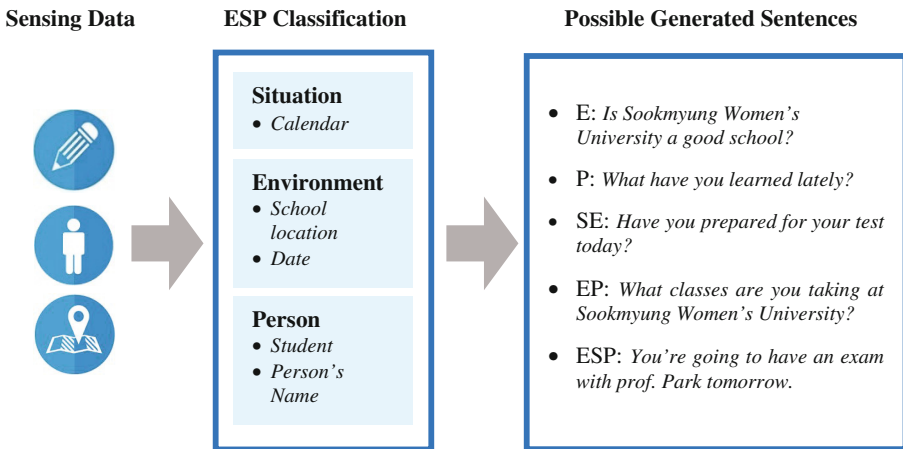 Sensing Data
ESP Classification
Possible Generated Sentences
Situation
• Calendar
Environment
• School
location
• Date
Person
• Student
• Person's
Name
• E: Is Sookmyung Women's
University a good school?
• P: What have you learned lately?
• SE: Have you prepared for your test
today?
• EP: What classes are you taking at
Sookmyung Women's University?
• ESP: You're going to have an exam
with prof. Park tomorrow.